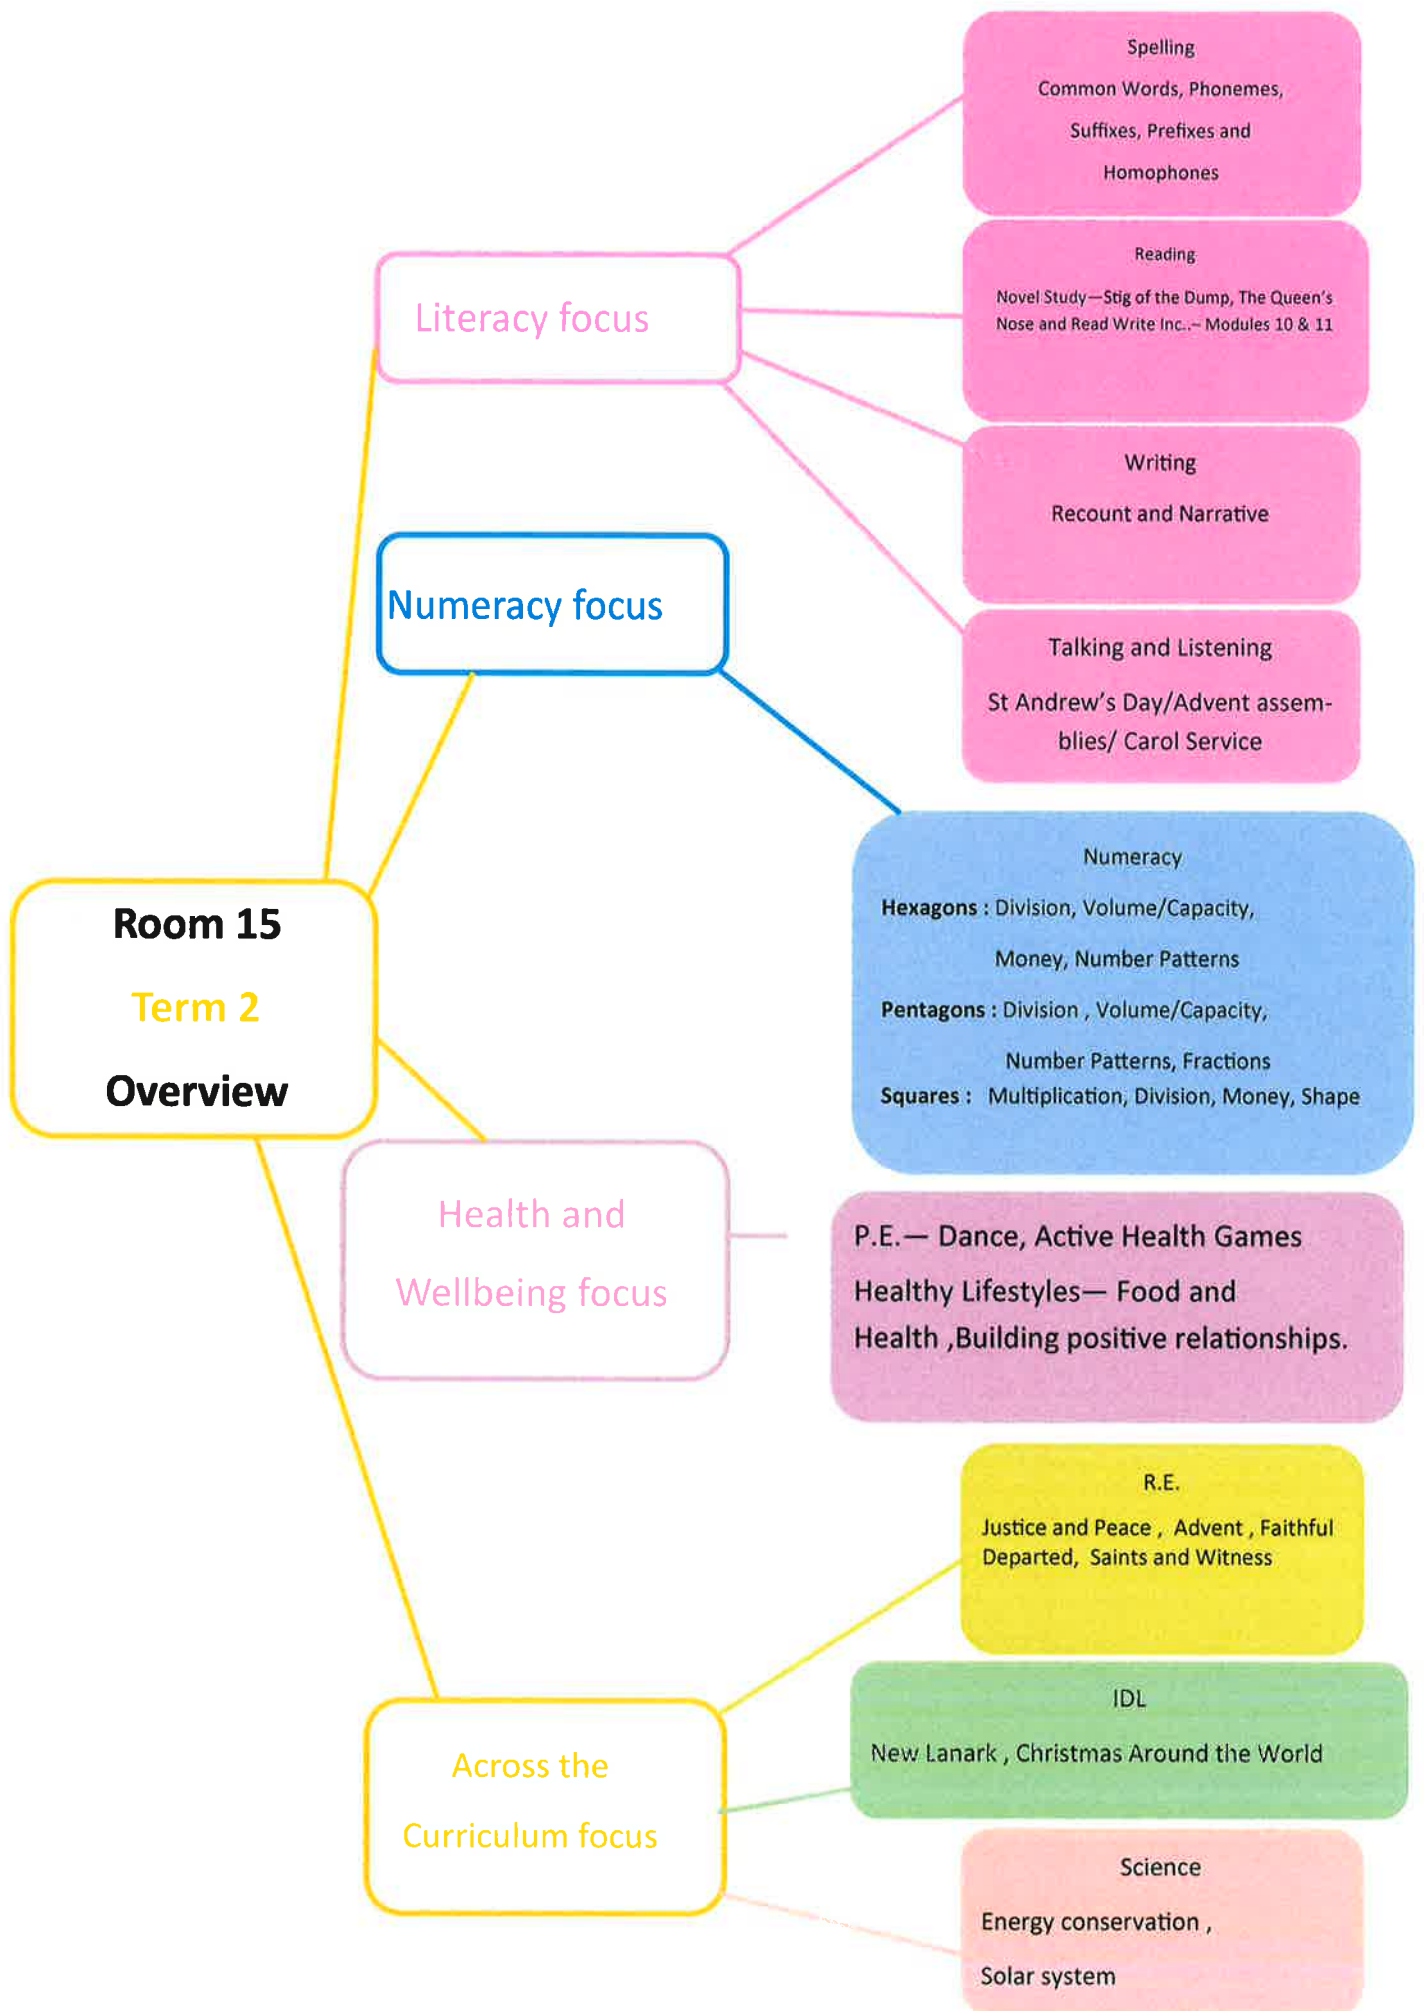 Spelling
Common Words, Phonemes,
Suffixes, Prefixes and
Homophones
Reading
Novel Study—Stig of the Dump, The Queen's
Nose and Read Write Inc..– Modules 10 & 11
Literacy focus
Writing
Recount and Narrative
Talking and Listening
St Andrew's Day/Advent assem-
blies/ Carol Service
Numeracy focus
Numeracy
Hexagons : Division, Volume/Capacity,
Money, Number Patterns
Pentagons : Division , Volume/Capacity,
Number Patterns, Fractions
Squares : Multiplication, Division, Money, Shape
Room 15
Term 2
Overview
Health and
Wellbeing focus
P.E.— Dance, Active Health Games
Healthy Lifestyles— Food and
Health ,Building positive relationships.
R.E.
Justice and Peace , Advent , Faithful
Departed, Saints and Witness
Across the
Curriculum focus
IDL
New Lanark , Christmas Around the World
Science
Energy conservation ,
Solar system